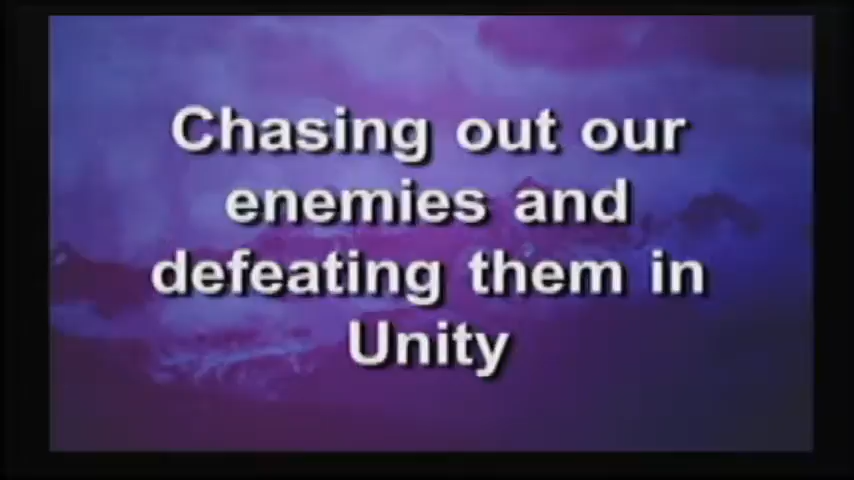 Chasing out our
enemies and
defeating them in
Unity